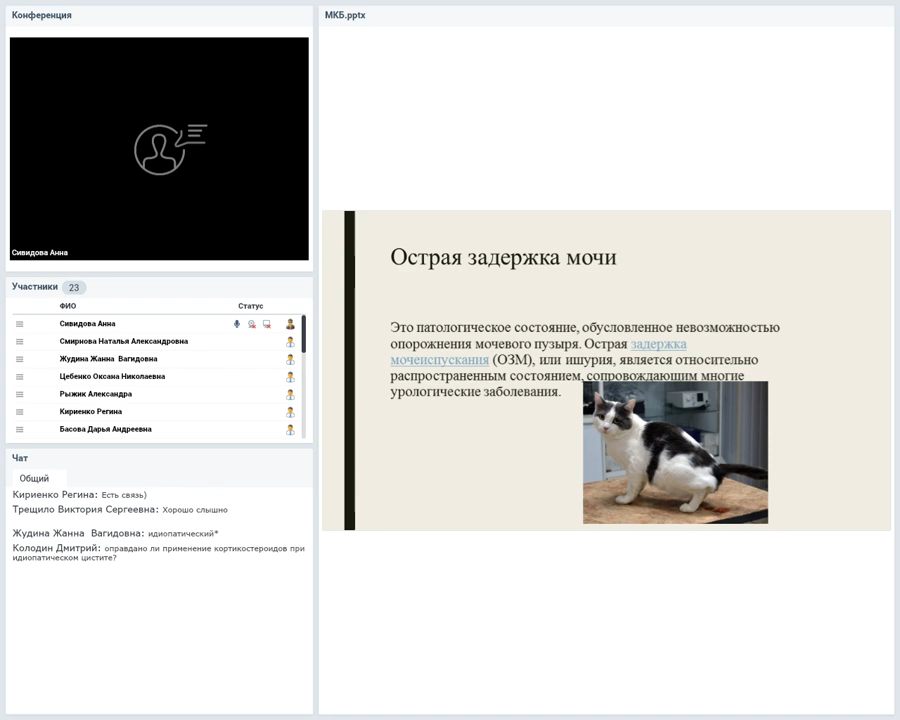 Конференция
Сивидова Анна
Участники 23
ФИО Статус
Сивидова Анна
Смирнова Наталья Александровна
Жудина Жанна Вагидовна
Цебенко Оксана Николаевна
Рыжик Александра
Кириенко Регина
Басова Дарья Андреевна
Чат
Общий
Кириенко Регина: Есть связь)
Трещило Виктория Сергеевна: Хорошо слышно
Жудина Жанна Вагидовна: идиопатический*
Колодин Дмитрий: оправдано ли применение кортикостероидов при
идиопатическом цистите?
МКБ.pptx
Острая задержка мочи
Это патологическое состояние, обусловленное невозможностью
опорожнения мочевого пузыря. Острая задержка
мочеиспускания (ОЗМ), или ишурия, является относительно
распространенным состоянием, сопровождающим многие
урологические заболевания.